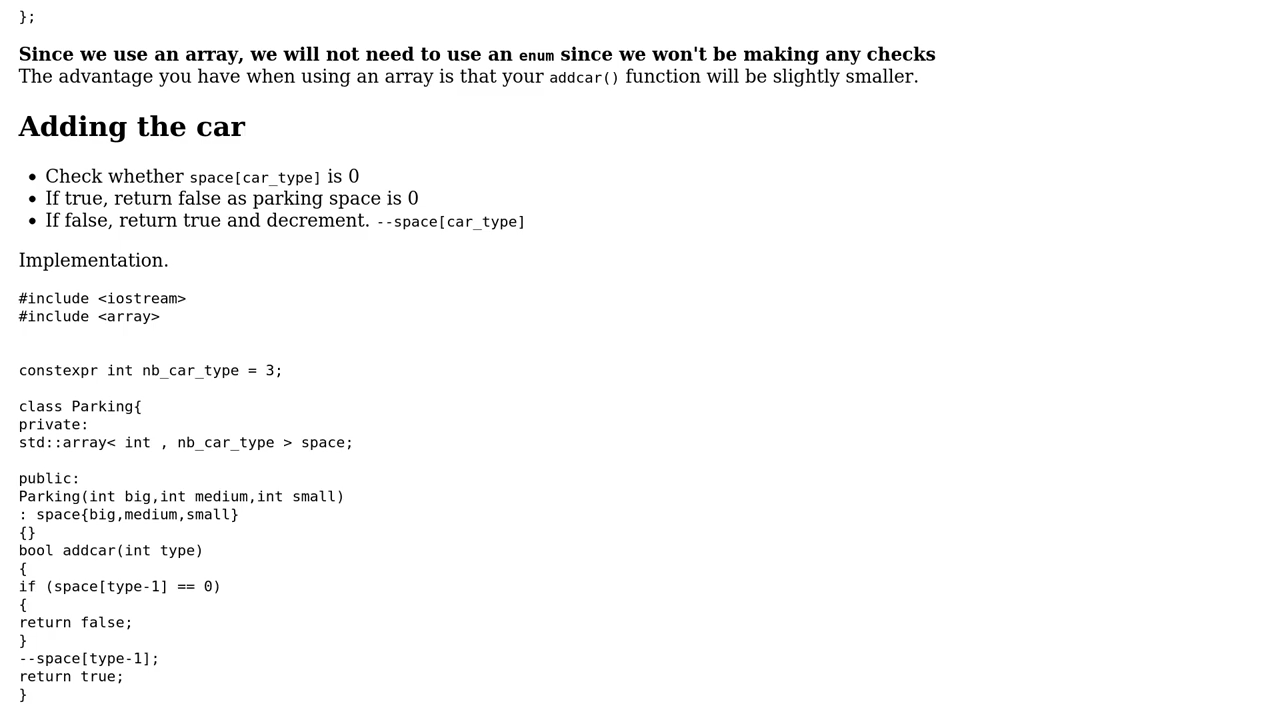 };
Since we use an array, we will not need to use an enum since we won't be making any checks
The advantage you have when using an array is that your addcar() function will be slightly smaller.
Adding the car
• Check whether space[car_type] is 0
• If true, return false as parking space is 0
• If false, return true and decrement. --space[car_type]
Implementation.
#include <iostream>
#include <array>
constexpr int nb_car_type = 3;
class Parking{
private:
std::array< int , nb_car_type > space;
public:
Parking(int big,int medium,int small)
: space{big,medium,small}
{}
bool addcar(int type)
{
if (space[type-1] == 0)
{
return false;
}
--space[type-1];
return true;
}